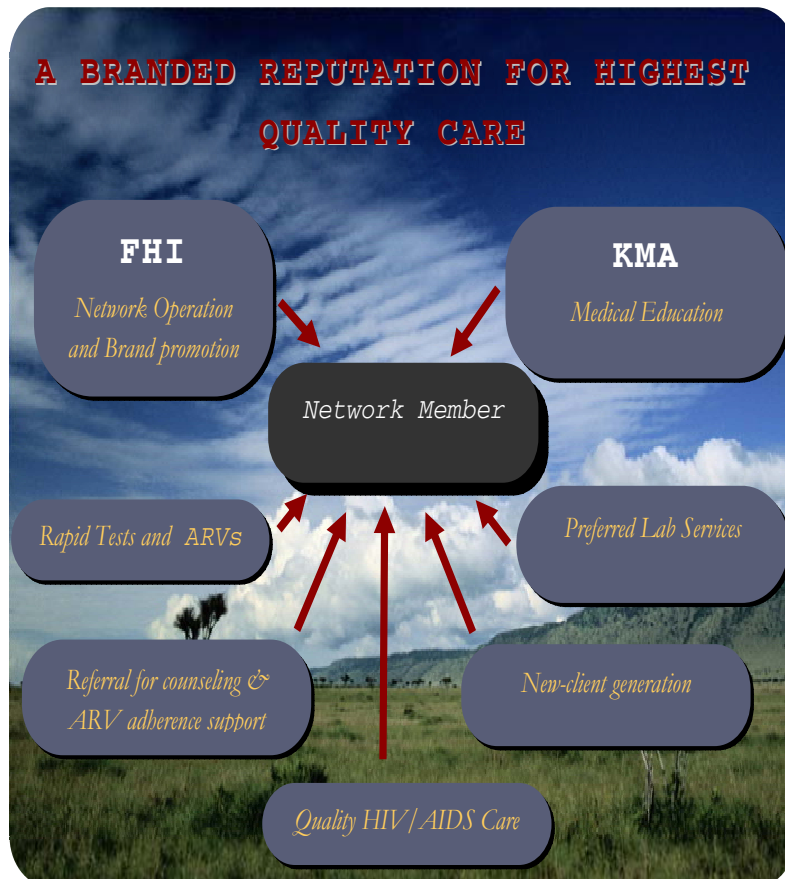 A BRANDED REPUTATION FOR HIGHEST
QUALITY CARE
FHI
Network Operation
and Brand promotion
KMA
Medical Education
Network Member
Rapid Tests and ARVs
Preferred Lab Services
Referral for counseling &
ARV adherence support
New-client generation
Quality HIV/AIDS Care